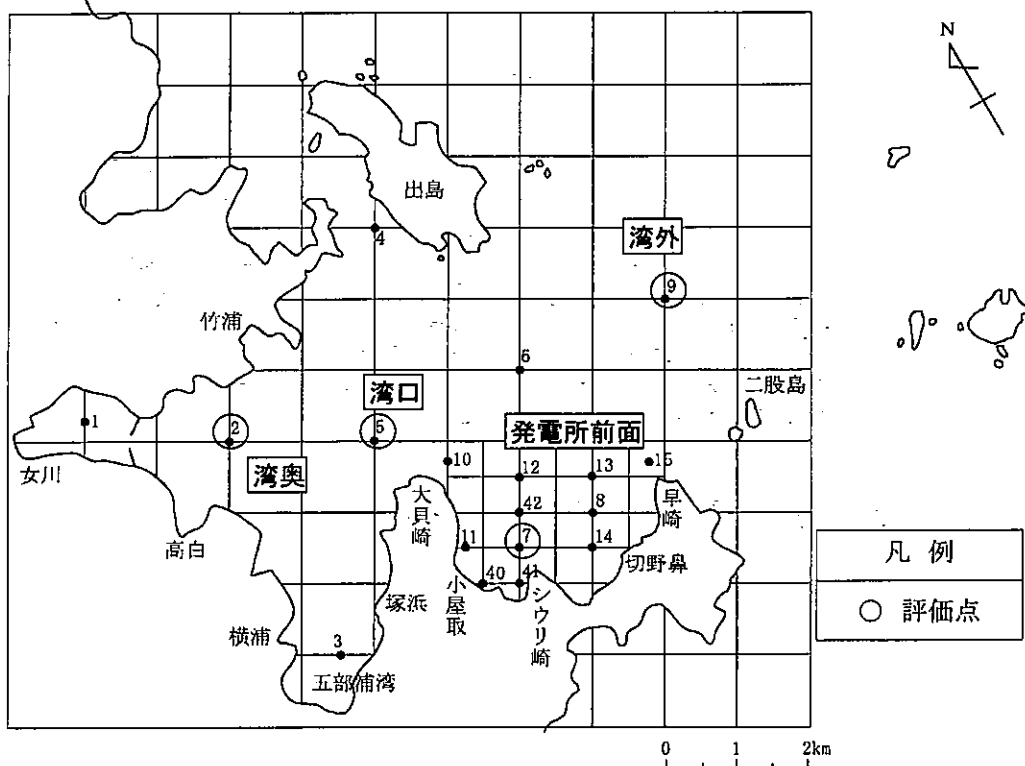 N
出島
湾外
4
9
竹浦
6
二股島
湾口
1
2
5
発電所前面
女川
湾奥
10
12
13
15
大貝崎
42
8
早崎
高白
11
7
14
切野鼻
凡例
○ 評価点
40
41
小屋取
シウリ崎
塚浜
横浦
3
五部浦湾
0 1 2km